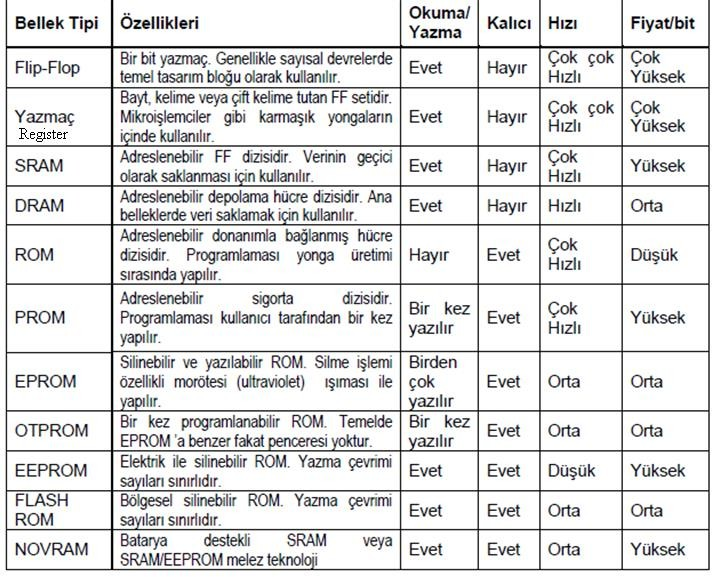 Bellek Tipi Özellikleri Okuma/ Yazma Kalıcı Hızı Fiyat/bit
Flip-Flop
Bir bit yazmaç. Genellikle sayısal devrelerde
temel tasarım bloğu olarak kullanılır.
Evet
Hayır
Çok çok
Hızlı
Çok
Yüksek
Yazmaç
Register
Bayt, kelime veya çift kelime tutan FF setidir.
Mikroişlemciler gibi karmaşık yongaların
içinde kullanılır.
Evet
Hayır
Çok çok
Hızlı
Çok
Yüksek
SRAM
Adreslenebilir FF dizisidir. Verinin geçici
olarak saklanması için kullanılır.
Evet
Hayır
Çok
Hızlı
Yüksek
DRAM
Adreslenebilir depolama hücre dizisidir. Ana
belleklerde veri saklamak için kullanılır.
Evet
Hayır
Hızlı
Orta
ROM
Adreslenebilir donanımla bağlanmış hücre
dizisidir. Programlaması yonga üretimi
sırasında yapılır.
Hayır
Evet
Çok
Hızlı
Düşük
PROM
Adreslenebilir sigorta dizisidir.
Programlaması kullanıcı tarafından bir kez
yapılır.
Bir kez
yazılır
Evet
Çok
Hızlı
Yüksek
EPROM
Silinebilir ve yazılabilir ROM. Silme işlemi
özellikli morötesi (ultraviolet) ışıması ile
yapılır.
Birden
çok
yazılır
Evet
Orta
Orta
OTPROM
Bir kez programlanabilir ROM. Temelde
EPROM 'a benzer fakat penceresi yoktur.
Bir kez
yazılır
Evet
Orta
Orta
EEPROM
Elektrik ile silinebilir ROM. Yazma çevrimi
sayıları sınırlıdır.
Evet
Evet
Düşük
Yüksek
FLASH
ROM
Bölgesel silinebilir ROM. Yazma çevrimi
sayıları sınırlıdır.
Evet
Evet
Orta
Orta
NOVRAM
Batarya destekli SRAM veya
SRAM/EEPROM melez teknoloji
Evet
Evet
Orta
Yüksek